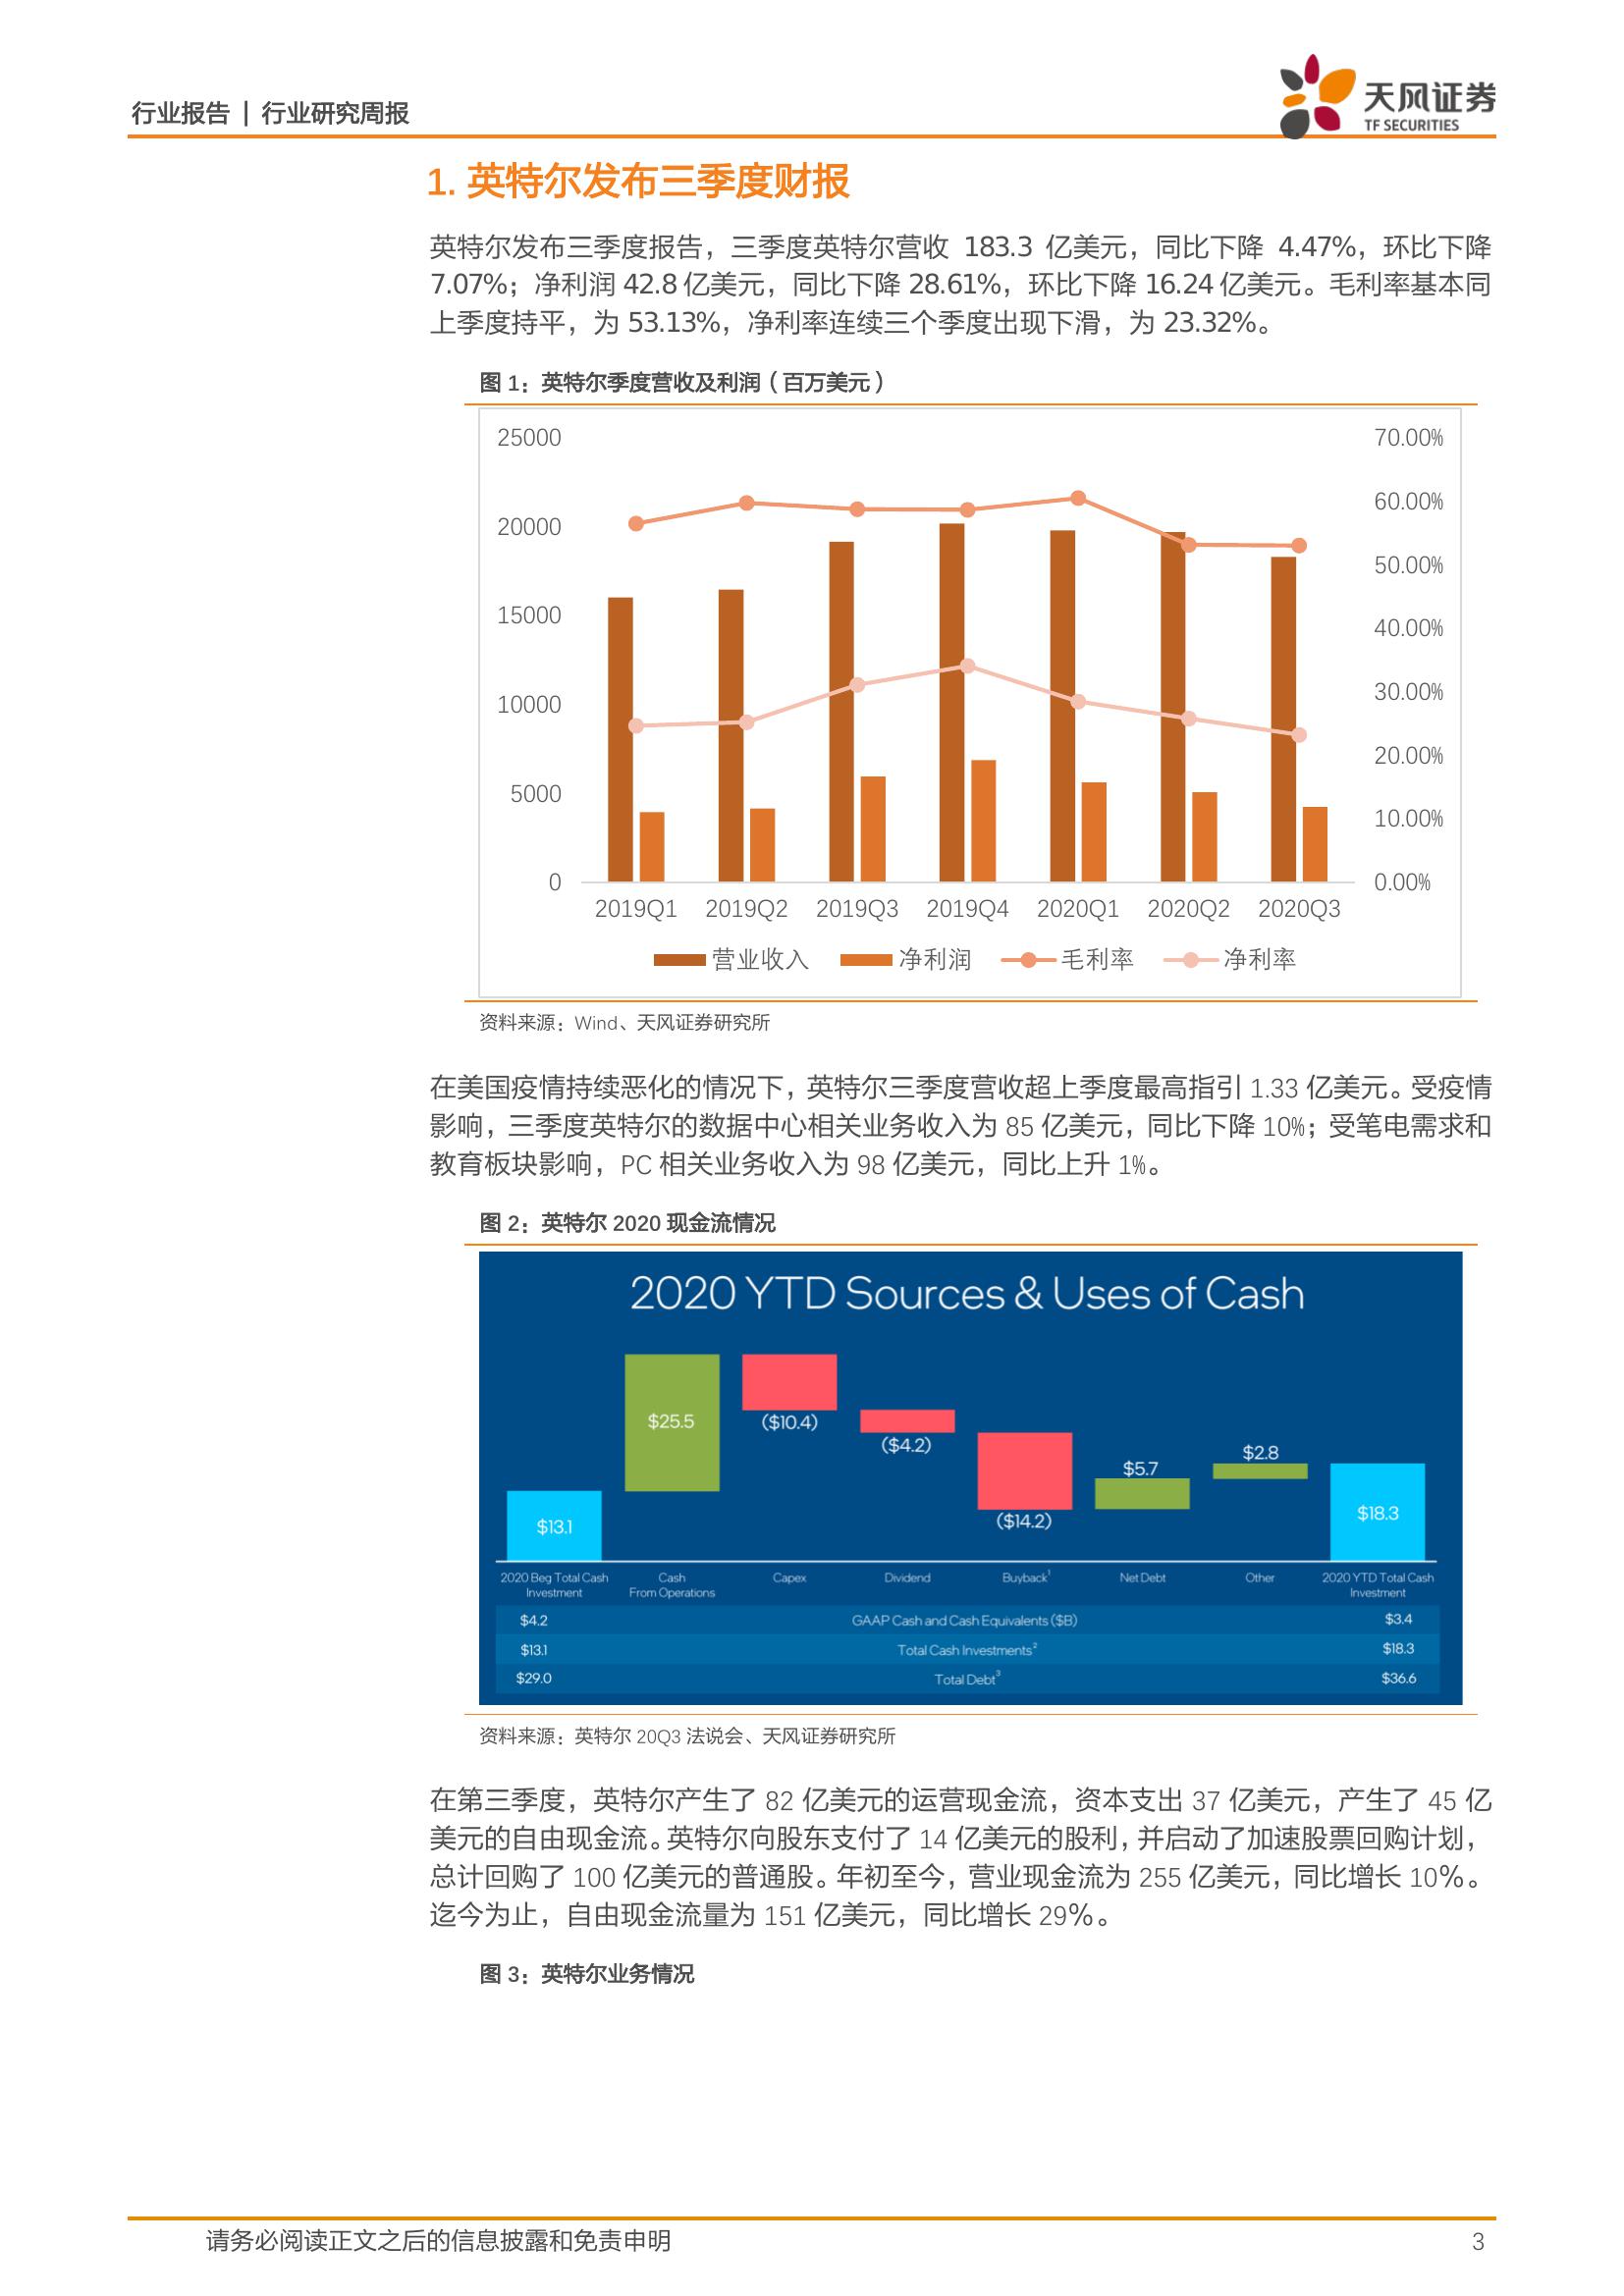 行业报告 | 行业研究周报
天风证券
TF SECURITIES
1. 英特尔发布三季度财报
英特尔发布三季度报告，三季度英特尔营收 183.3 亿美元，同比下降 4.47%，环比下降
7.07%；净利润 42.8 亿美元，同比下降 28.61%，环比下降 16.24 亿美元。毛利率基本同
上季度持平，为 53.13%，净利率连续三个季度出现下滑，为 23.32%。
图 1：英特尔季度营收及利润（百万美元）
25000
20000
15000
10000
5000
0
70.00%
60.00%
50.00%
40.00%
30.00%
20.00%
10.00%
0.00%
2019Q1 2019Q2 2019Q3 2019Q4 2020Q1 2020Q2 2020Q3
营业收入 净利润 毛利率 净利率
资料来源：Wind、天风证券研究所
在美国疫情持续恶化的情况下，英特尔三季度营收超上季度最高指引 1.33 亿美元。受疫情
影响，三季度英特尔的数据中心相关业务收入为 85 亿美元，同比下降 10%；受笔电需求和
教育板块影响，PC 相关业务收入为 98 亿美元，同比上升 1%。
图 2：英特尔 2020 现金流情况
2020 YTD Sources & Uses of Cash
$13.1 $25.5 ($10.4) ($4.2) ($14.2) $5.7 $2.8 $18.3
2020 Beg Total Cash Cash Capex Dividend Buyback¹ Net Debt Other 2020 YTD Total Cash
Investment From Operations Investment
$4.2 GAAP Cash and Cash Equivalents ($B) $3.4
$13.1 Total Cash Investments² $18.3
$29.0 Total Debt³ $36.6
资料来源：英特尔 20Q3 法说会、天风证券研究所
在第三季度，英特尔产生了 82 亿美元的运营现金流，资本支出 37 亿美元，产生了 45 亿
美元的自由现金流。英特尔向股东支付了 14 亿美元的股利，并启动了加速股票回购计划，
总计回购了 100 亿美元的普通股。年初至今，营业现金流为 255 亿美元，同比增长 10％。
迄今为止，自由现金流量为 151 亿美元，同比增长 29％。
图 3：英特尔业务情况
请务必阅读正文之后的信息披露和免责申明 3